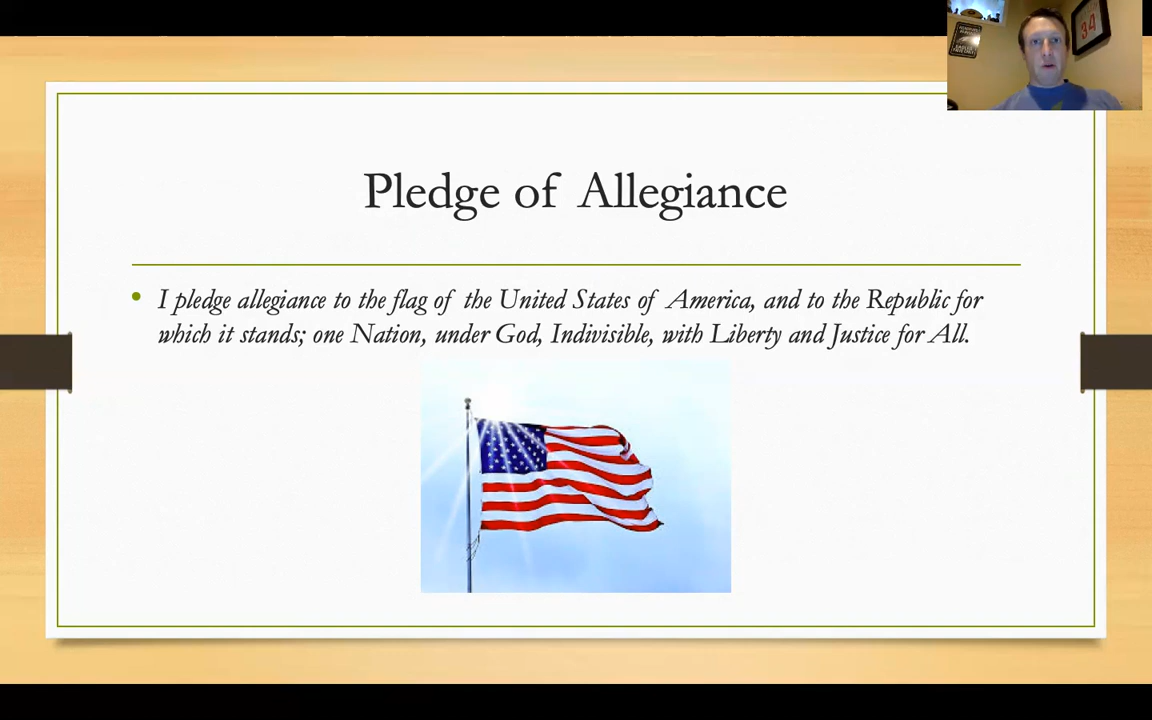 34
Pledge of Allegiance
• I pledge allegiance to the flag of the United States of America, and to the Republic for
which it stands; one Nation, under God, Indivisible, with Liberty and Justice for All.